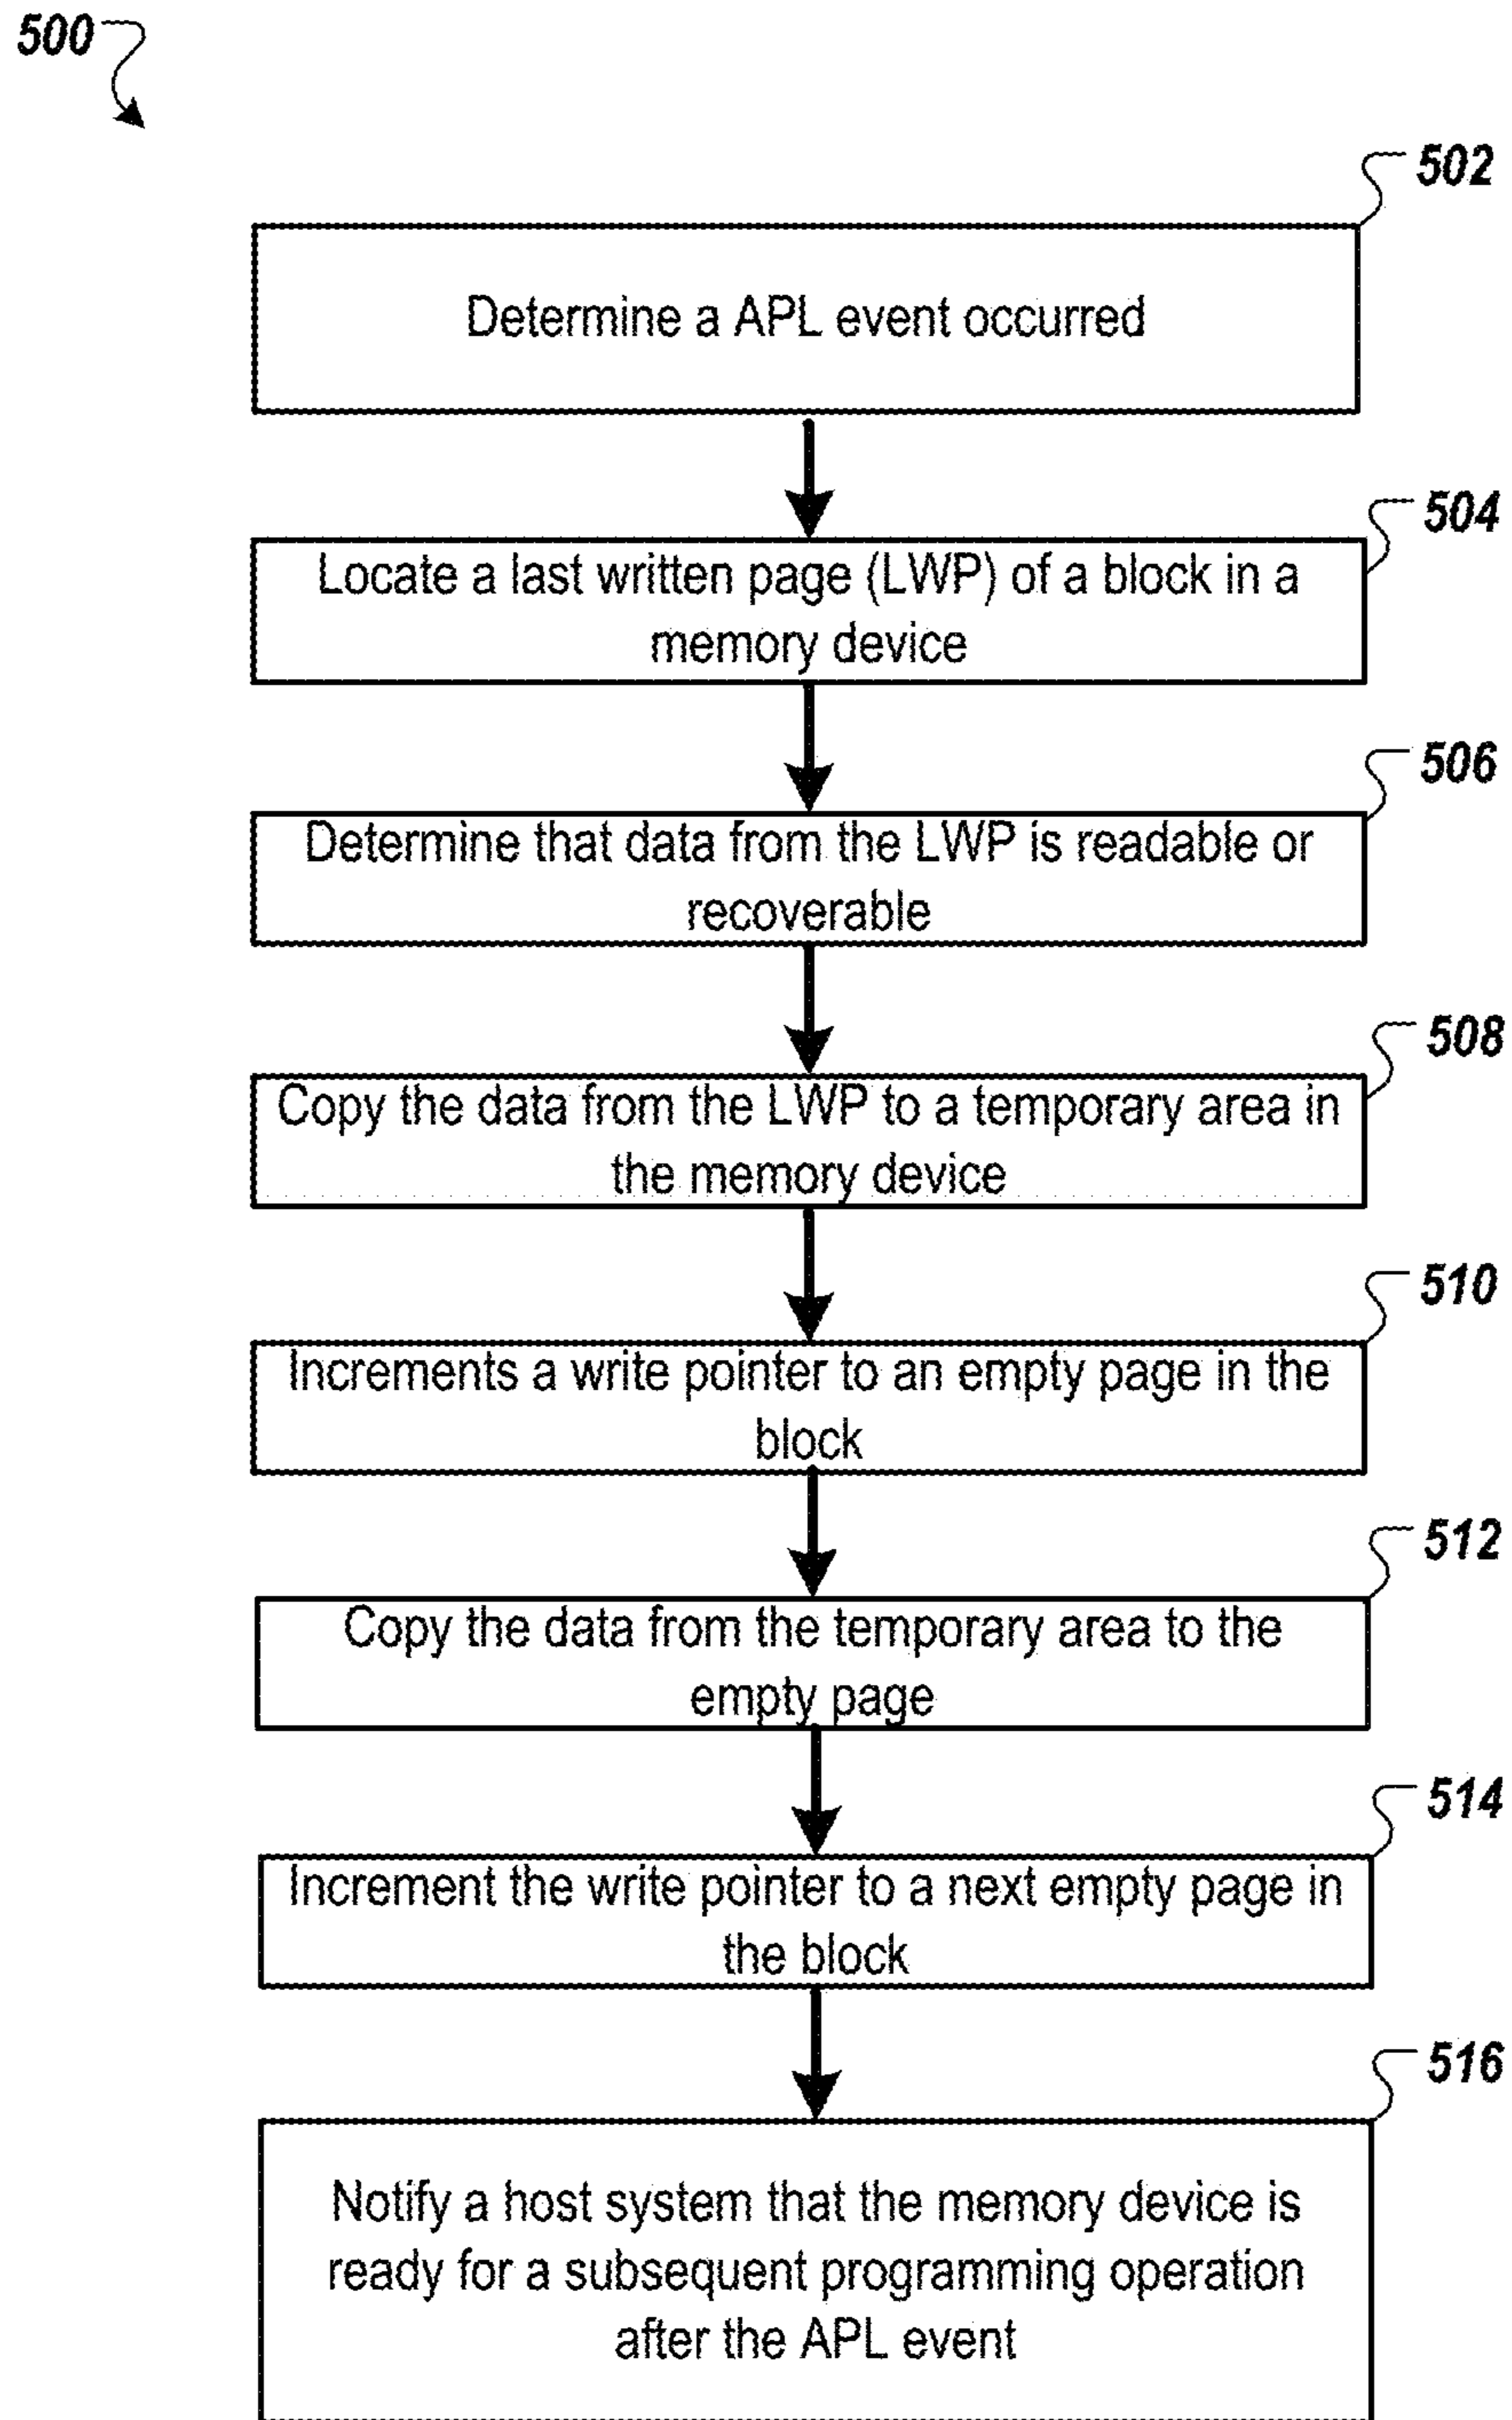 500
502
Determine a APL event occurred
504
Locate a last written page (LWP) of a block in a
memory device
506
Determine that data from the LWP is readable or
recoverable
508
Copy the data from the LWP to a temporary area in
the memory device
510
Increments a write pointer to an empty page in the
block
512
Copy the data from the temporary area to the
empty page
514
Increment the write pointer to a next empty page in
the block
516
Notify a host system that the memory device is
ready for a subsequent programming operation
after the APL event